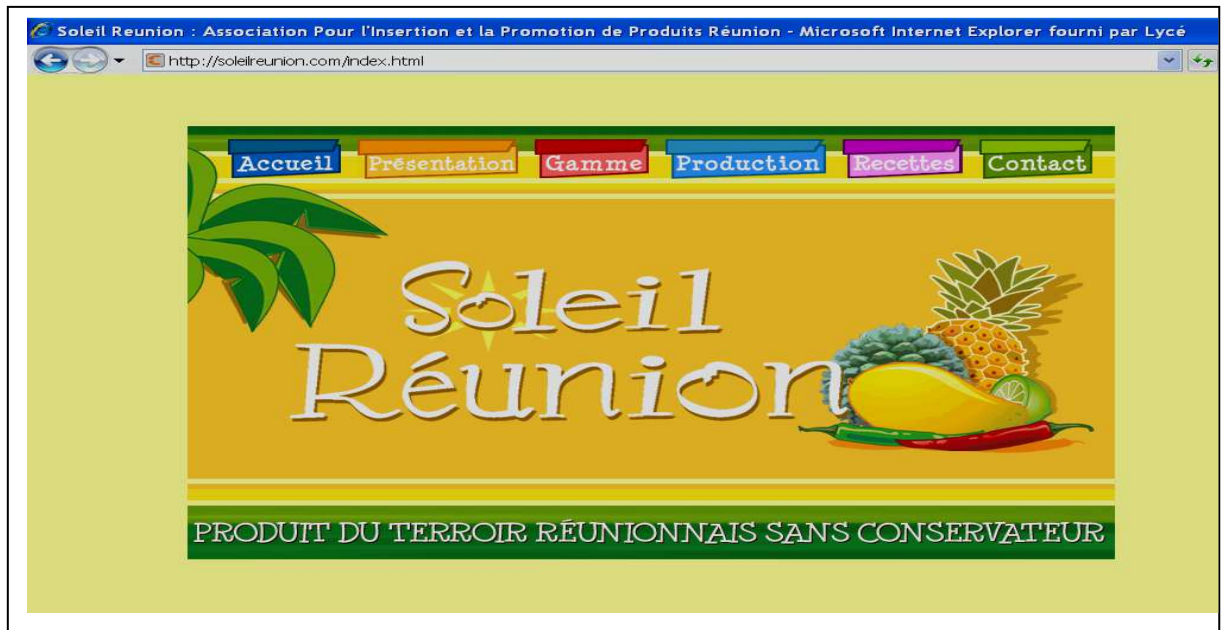 Soleil Reunion : Association Pour l'Insertion et la Promotion de Produits Réunion - Microsoft Internet Explorer fourni par Lycé
http://soleilreunion.com/index.html
Accueil Présentation Gamme Production Recettes Contact
Soleil
Réunion
PRODUIT DU TERROIR RÉUNIONNAIS SANS CONSERVATEUR